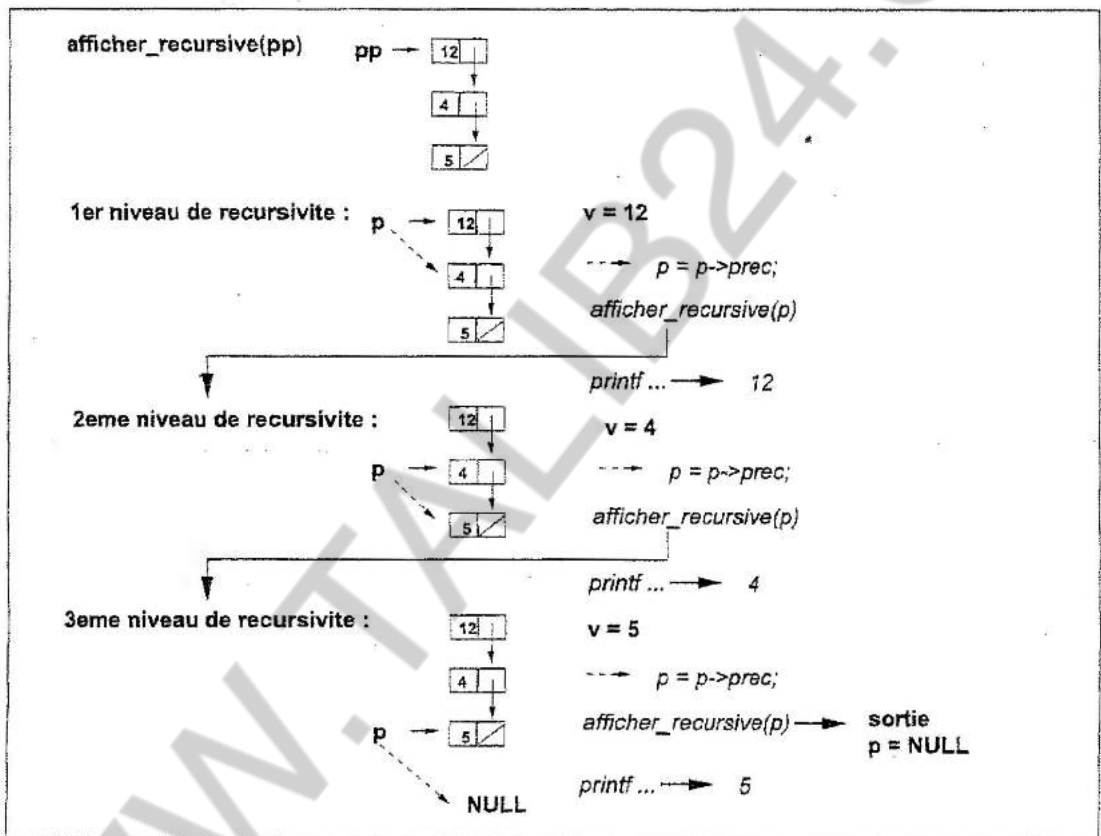 afficher_recursive(pp)
pp
12
4
5
1er niveau de recursivite :
p
12
v = 12
4
p = p->prec;
5
afficher_recursive(p)
printf ... 12
2eme niveau de recursivite :
12
v = 4
p
4
p = p->prec;
5
afficher_recursive(p)
printf ... 4
3eme niveau de recursivite :
12
v = 5
4
p = p->prec;
p
5
afficher_recursive(p)
sortie
p = NULL
printf ... 5
NULL
WW.TALIB24.